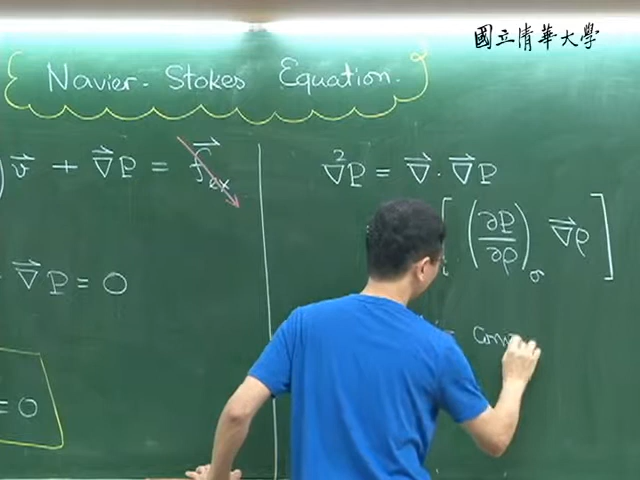 國立清華大學
Navier-Stokes Equation.
) v⃗ + ∇⃗P = f⃗ex
∇⃗P = 0
= 0
∇²P = ∇⃗ · ∇⃗P
[ (∂P/∂ρ)σ ∇⃗ρ ]